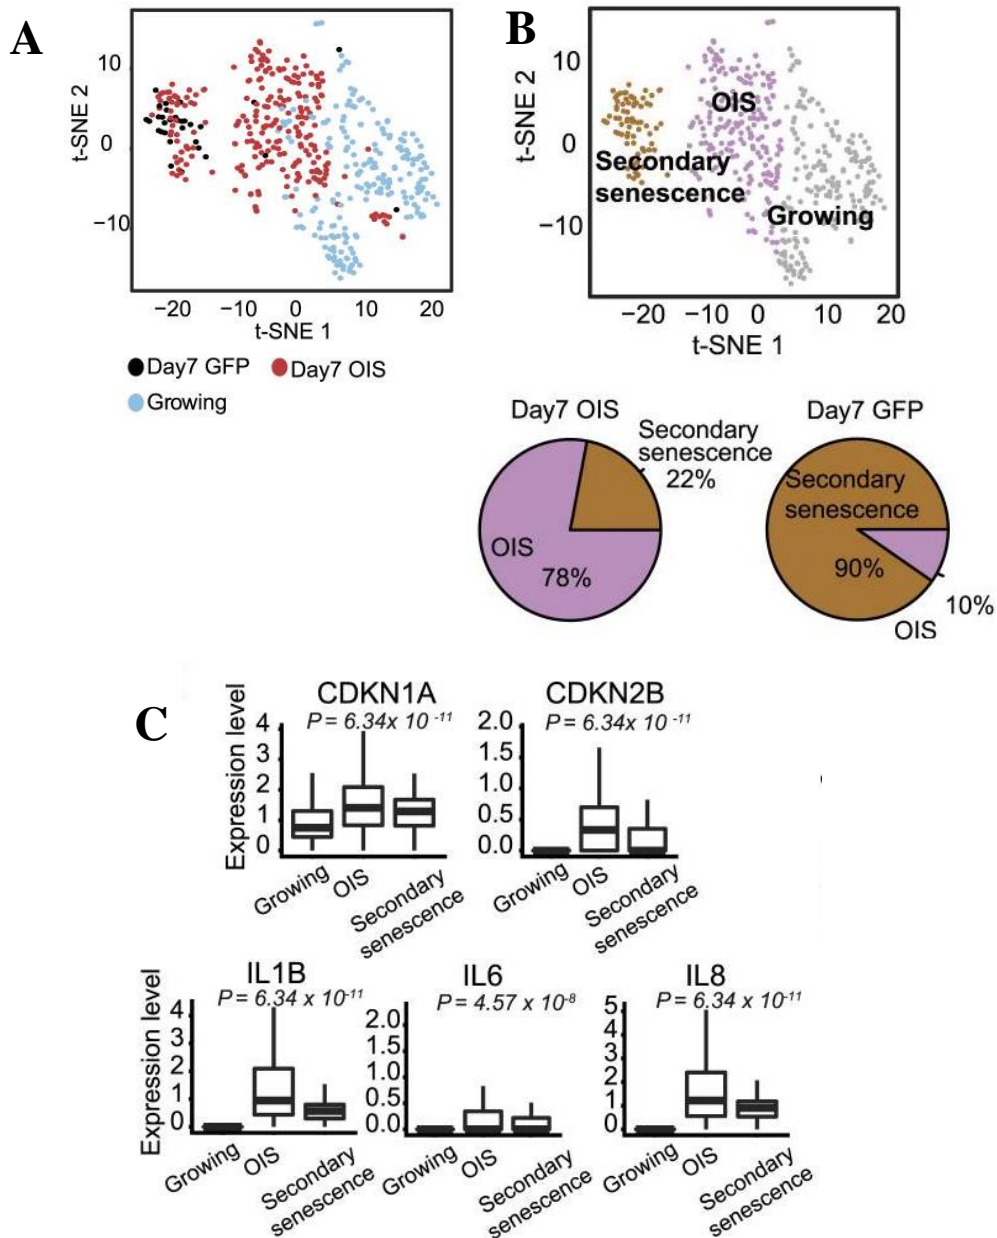 A
t-SNE 2
10
0
−10
−20 −10 0 10 20
t-SNE 1
Day7 GFP Day7 OIS
Growing
B
t-SNE 2
10
0
−10
OIS
Secondary
senescence
Growing
−20 −10 0 10 20
t-SNE 1
Day7 OIS
Secondary
senescence
22%
OIS
78%
Day7 GFP
Secondary
senescence
90%
10%
OIS
C
Expression level
CDKN1A
P = 6.34x 10 -11
4
3
2
1
0
Growing
OIS
Secondary
senescence
CDKN2B
P = 6.34x 10 -11
2.0
1.5
1.0
0.5
0.0
Growing
OIS
Secondary
senescence
Expression level
IL1B
P = 6.34 x 10-11
4
3
2
1
0
Growing
OIS
Secondary
senescence
IL6
P = 4.57 x 10-8
2.0
1.5
1.0
0.5
0.0
Growing
OIS
Secondary
senescence
IL8
P = 6.34 x 10-11
5
4
3
2
1
0
Growing
OIS
Secondary
senescence